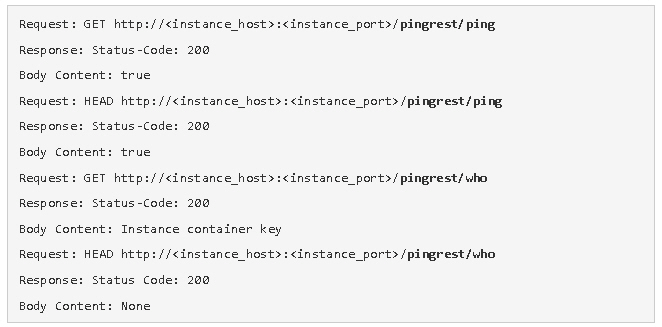 Request: GET http://<instance_host>:<instance_port>/pingrest/ping
Response: Status-Code: 200
Body Content: true
Request: HEAD http://<instance_host>:<instance_port>/pingrest/ping
Response: Status-Code: 200
Body Content: true
Request: GET http://<instance_host>:<instance_port>/pingrest/who
Response: Status-Code: 200
Body Content: Instance container key
Request: HEAD http://<instance_host>:<instance_port>/pingrest/who
Response: Status Code: 200
Body Content: None